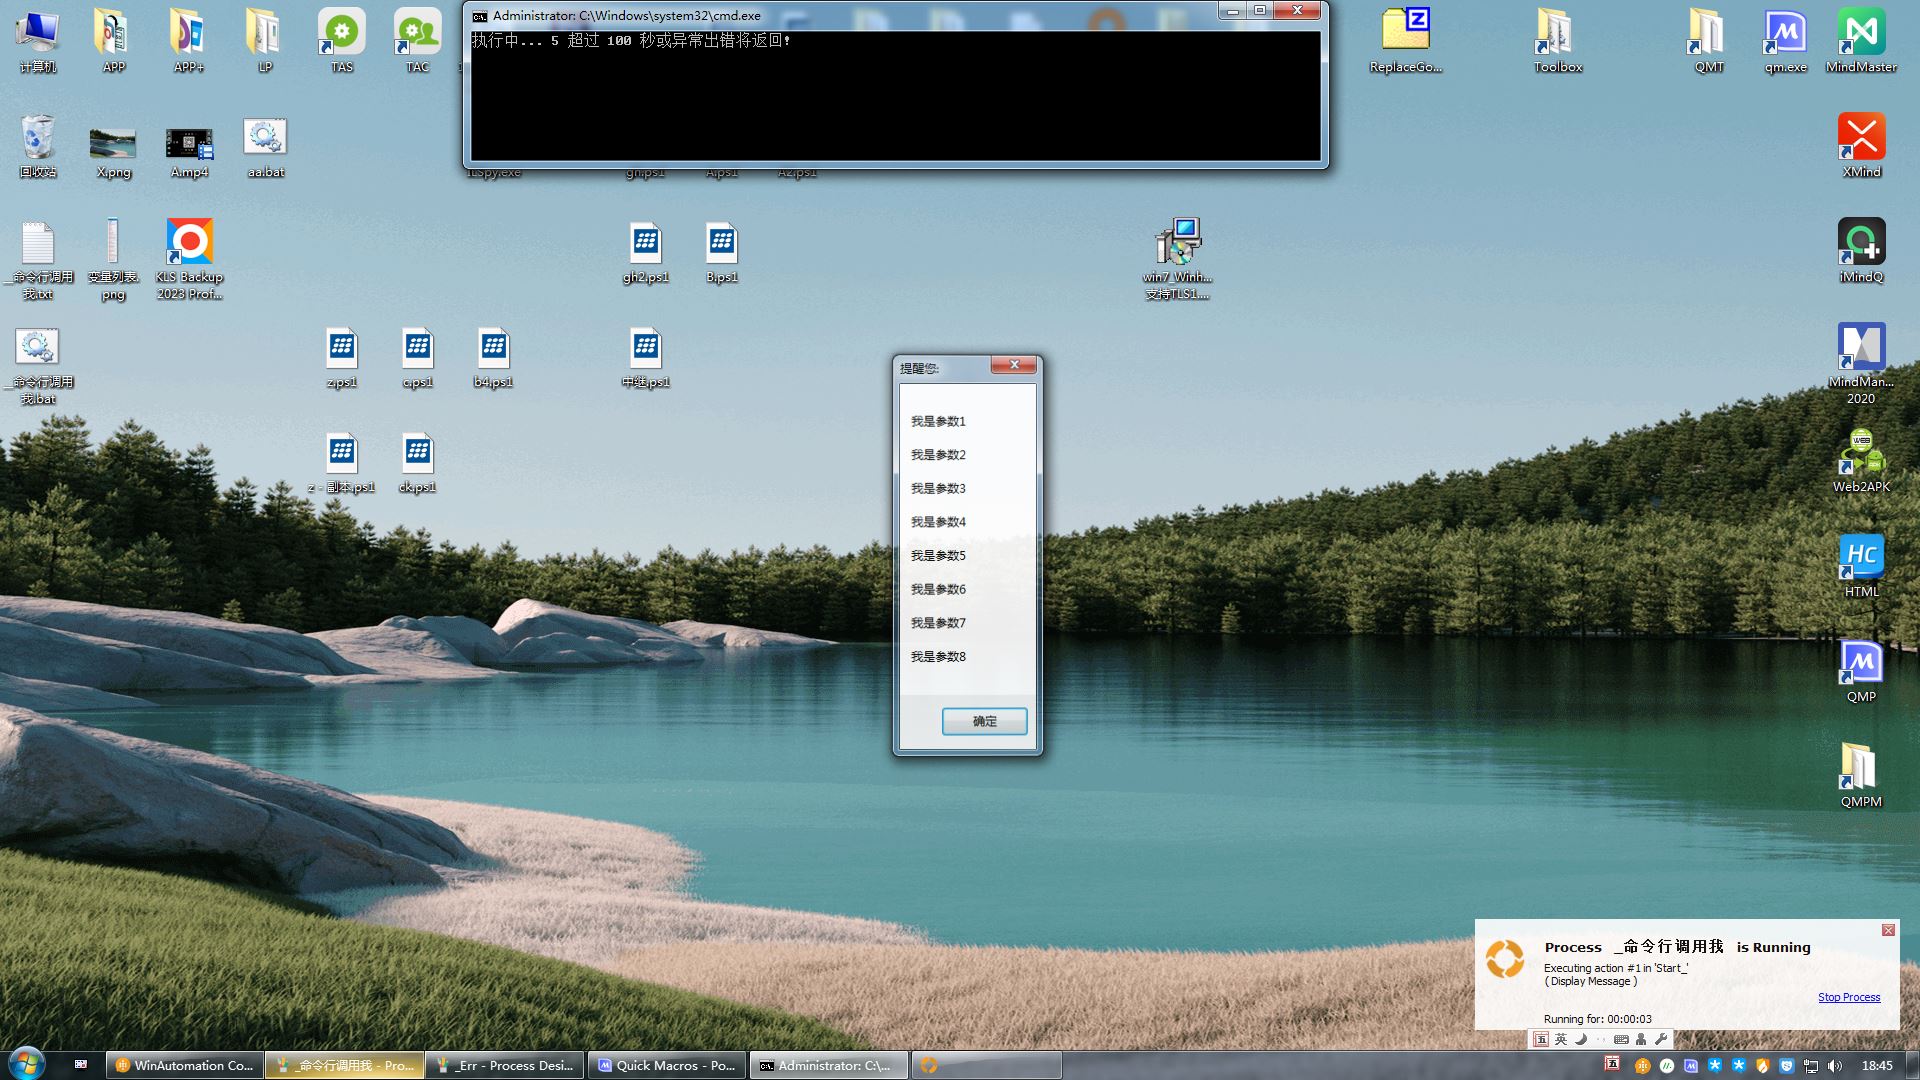 Administrator: C:\Windows\system32\cmd.exe
执行中... 5 超过 100 秒或异常出错将返回!
计算机
APP
APP+
LP
TAS
TAC
ReplaceGo...
Toolbox
QMT
qm.exe
MindMaster
回收站
X.png
A.mp4
aa.bat
ILSpy.exe
gh.ps1
A.ps1
A2.ps1
XMind
_命令行调用
我.txt
变量列表.
png
KLS Backup
2023 Prof...
gh2.ps1
B.ps1
win7_Winh...
支持TLS1....
iMindQ
_命令行调用
我.bat
z.ps1
c.ps1
b4.ps1
中继.ps1
MindMan...
2020
z - 副本.ps1
ck.ps1
WEB
Web2APK
HC
HTML
QMP
QMPM
提醒您:
我是参数1
我是参数2
我是参数3
我是参数4
我是参数5
我是参数6
我是参数7
我是参数8
确定
Process _命令行调用我 is Running
Executing action #1 in 'Start_'
( Display Message )
Stop Process
Running for: 00:00:03
五 英
WinAutomation Co...
_命令行调用我 - Pro...
_Err - Process Desi...
Quick Macros - Po...
Administrator: C:\...
五
18:45